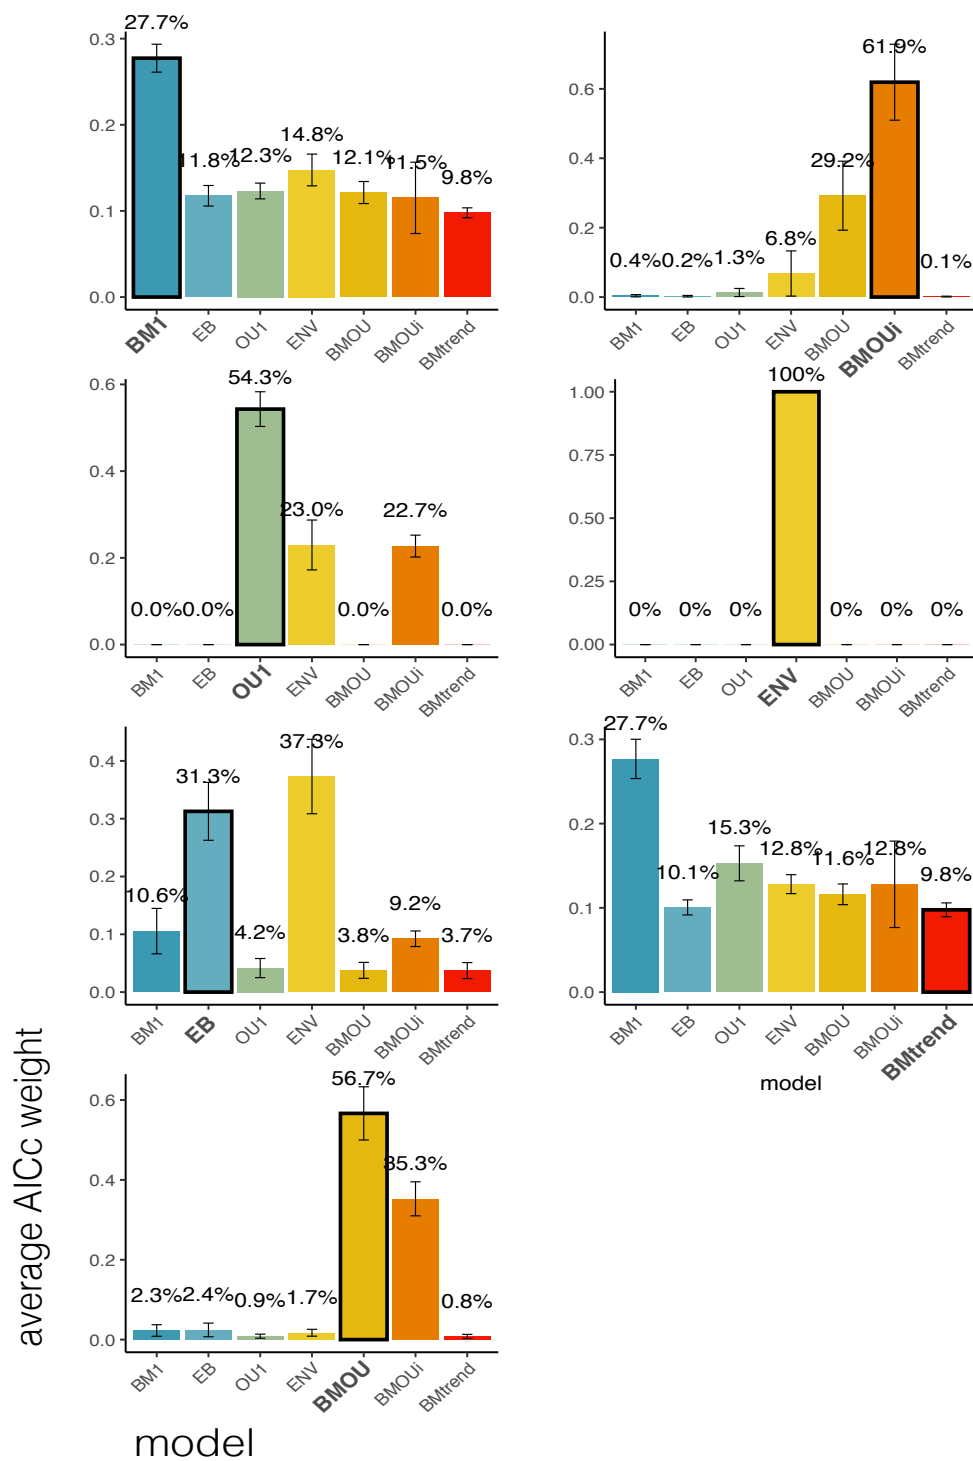 27.7%
0.3
0.2
0.1
0.0
11.8%
12.3%
14.8%
12.1%
11.5%
9.8%
BM1
EB
OU1
ENV
BMOU
BMOUi
BMtrend
61.9%
0.6
0.4
0.2
0.0
0.4%
0.2%
1.3%
6.8%
29.2%
0.1%
BM1
EB
OU1
ENV
BMOU
BMOUi
BMtrend
54.3%
0.6
0.4
0.2
0.0
0.0%
0.0%
23.0%
0.0%
22.7%
0.0%
BM1
EB
OU1
ENV
BMOU
BMOUi
BMtrend
100%
1.00
0.75
0.50
0.25
0.00
0%
0%
0%
0%
0%
0%
BM1
EB
OU1
ENV
BMOU
BMOUi
BMtrend
37.3%
0.4
0.3
0.2
0.1
0.0
10.6%
31.3%
4.2%
3.8%
9.2%
3.7%
BM1
EB
OU1
ENV
BMOU
BMOUi
BMtrend
27.7%
0.3
0.2
0.1
0.0
10.1%
15.3%
12.8%
11.6%
12.8%
9.8%
BM1
EB
OU1
ENV
BMOU
BMOUi
BMtrend
model
56.7%
0.6
0.4
0.2
0.0
2.3%
2.4%
0.9%
1.7%
35.3%
0.8%
BM1
EB
OU1
ENV
BMOU
BMOUi
BMtrend
average AICc weight
model